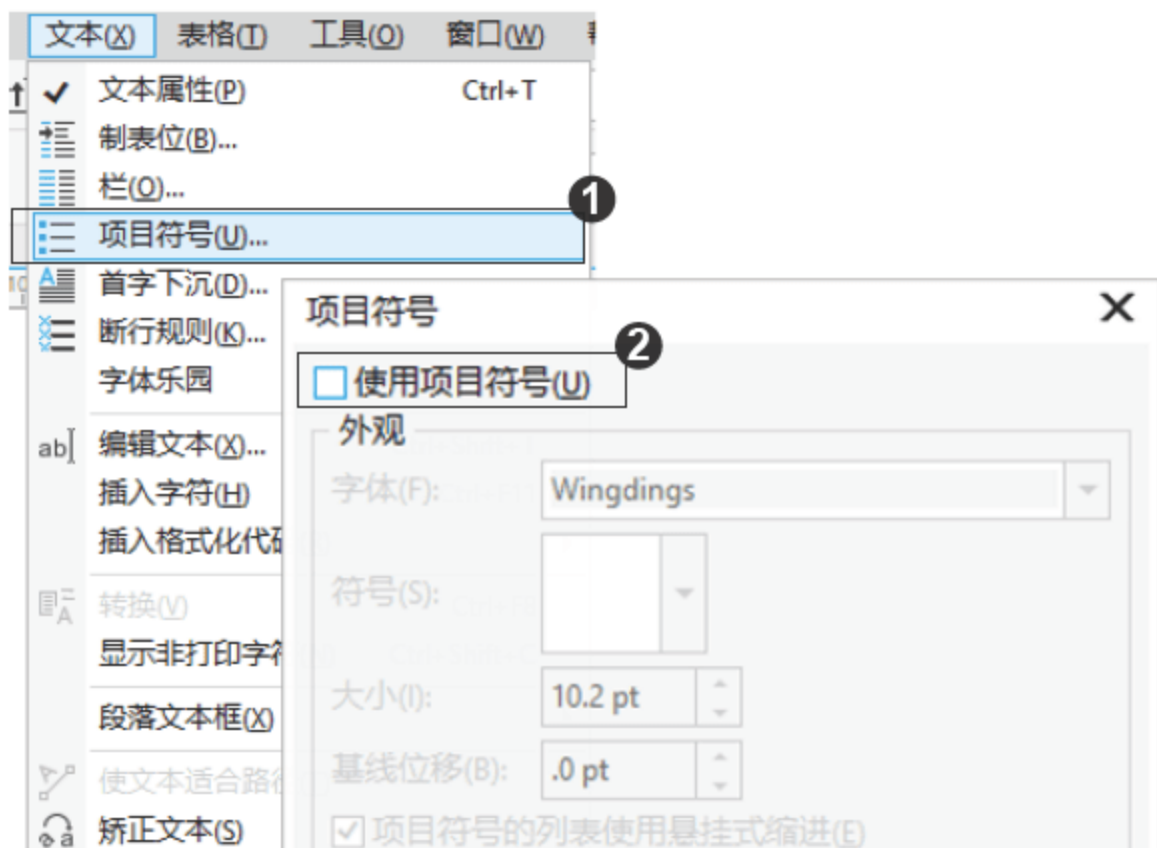 文本(X) 表格(T) 工具(O) 窗口(W)
文本属性(P) Ctrl+T
制表位(B)...
栏(O)...
1
项目符号(U)...
首字下沉(D)...
断行规则(K)...
字体乐园
ab 编辑文本(X)...
插入字符(H)
插入格式化代码
转换(V)
显示非打印字符
段落文本框(X)
使文本适合路径
矫正文本(S)
项目符号
2
使用项目符号(U)
外观
字体(F): Wingdings
符号(S):
大小(I): 10.2 pt
基线位移(B): .0 pt
项目符号的列表使用悬挂式缩进(E)